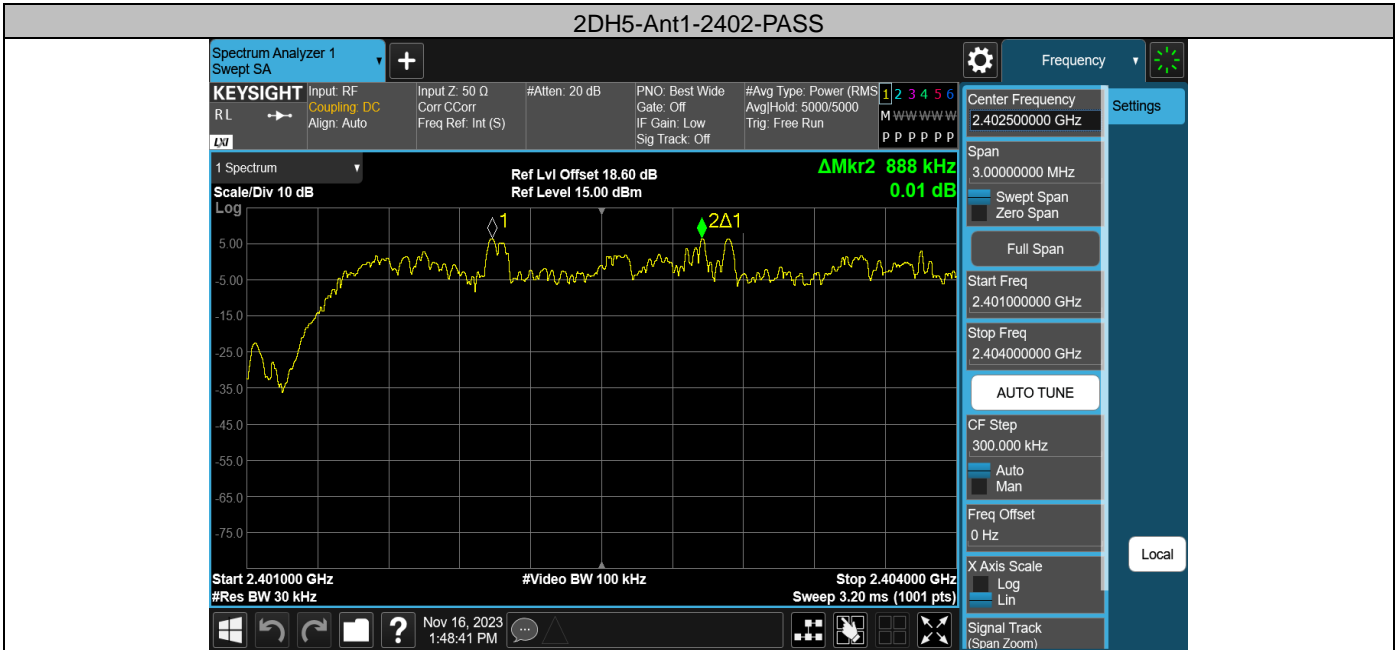 2DH5-Ant1-2402-PASS
Spectrum Analyzer 1
Swept SA
+
Frequency
KEYSIGHT
RL
LXI
Input: RF
Coupling: DC
Align: Auto
Input Z: 50 Ω
Corr CCorr
Freq Ref: Int (S)
#Atten: 20 dB
PNO: Best Wide
Gate: Off
IF Gain: Low
Sig Track: Off
#Avg Type: Power (RMS
Avg|Hold: 5000/5000
Trig: Free Run
1 2 3 4 5 6
M W W W W W
P P P P P P
1 Spectrum
Scale/Div 10 dB
Log
Ref Lvl Offset 18.60 dB
Ref Level 15.00 dBm
ΔMkr2 888 kHz
0.01 dB
1
2Δ1
5.00
-5.00
-15.0
-25.0
-35.0
-45.0
-55.0
-65.0
-75.0
Start 2.401000 GHz
#Video BW 100 kHz
Stop 2.404000 GHz
#Res BW 30 kHz
Sweep 3.20 ms (1001 pts)
?
Nov 16, 2023
1:48:41 PM
Center Frequency
2.402500000 GHz
Settings
Span
3.00000000 MHz
Swept Span
Zero Span
Full Span
Start Freq
2.401000000 GHz
Stop Freq
2.404000000 GHz
AUTO TUNE
CF Step
300.000 kHz
Auto
Man
Freq Offset
0 Hz
Local
X Axis Scale
Log
Lin
Signal Track
(Span Zoom)